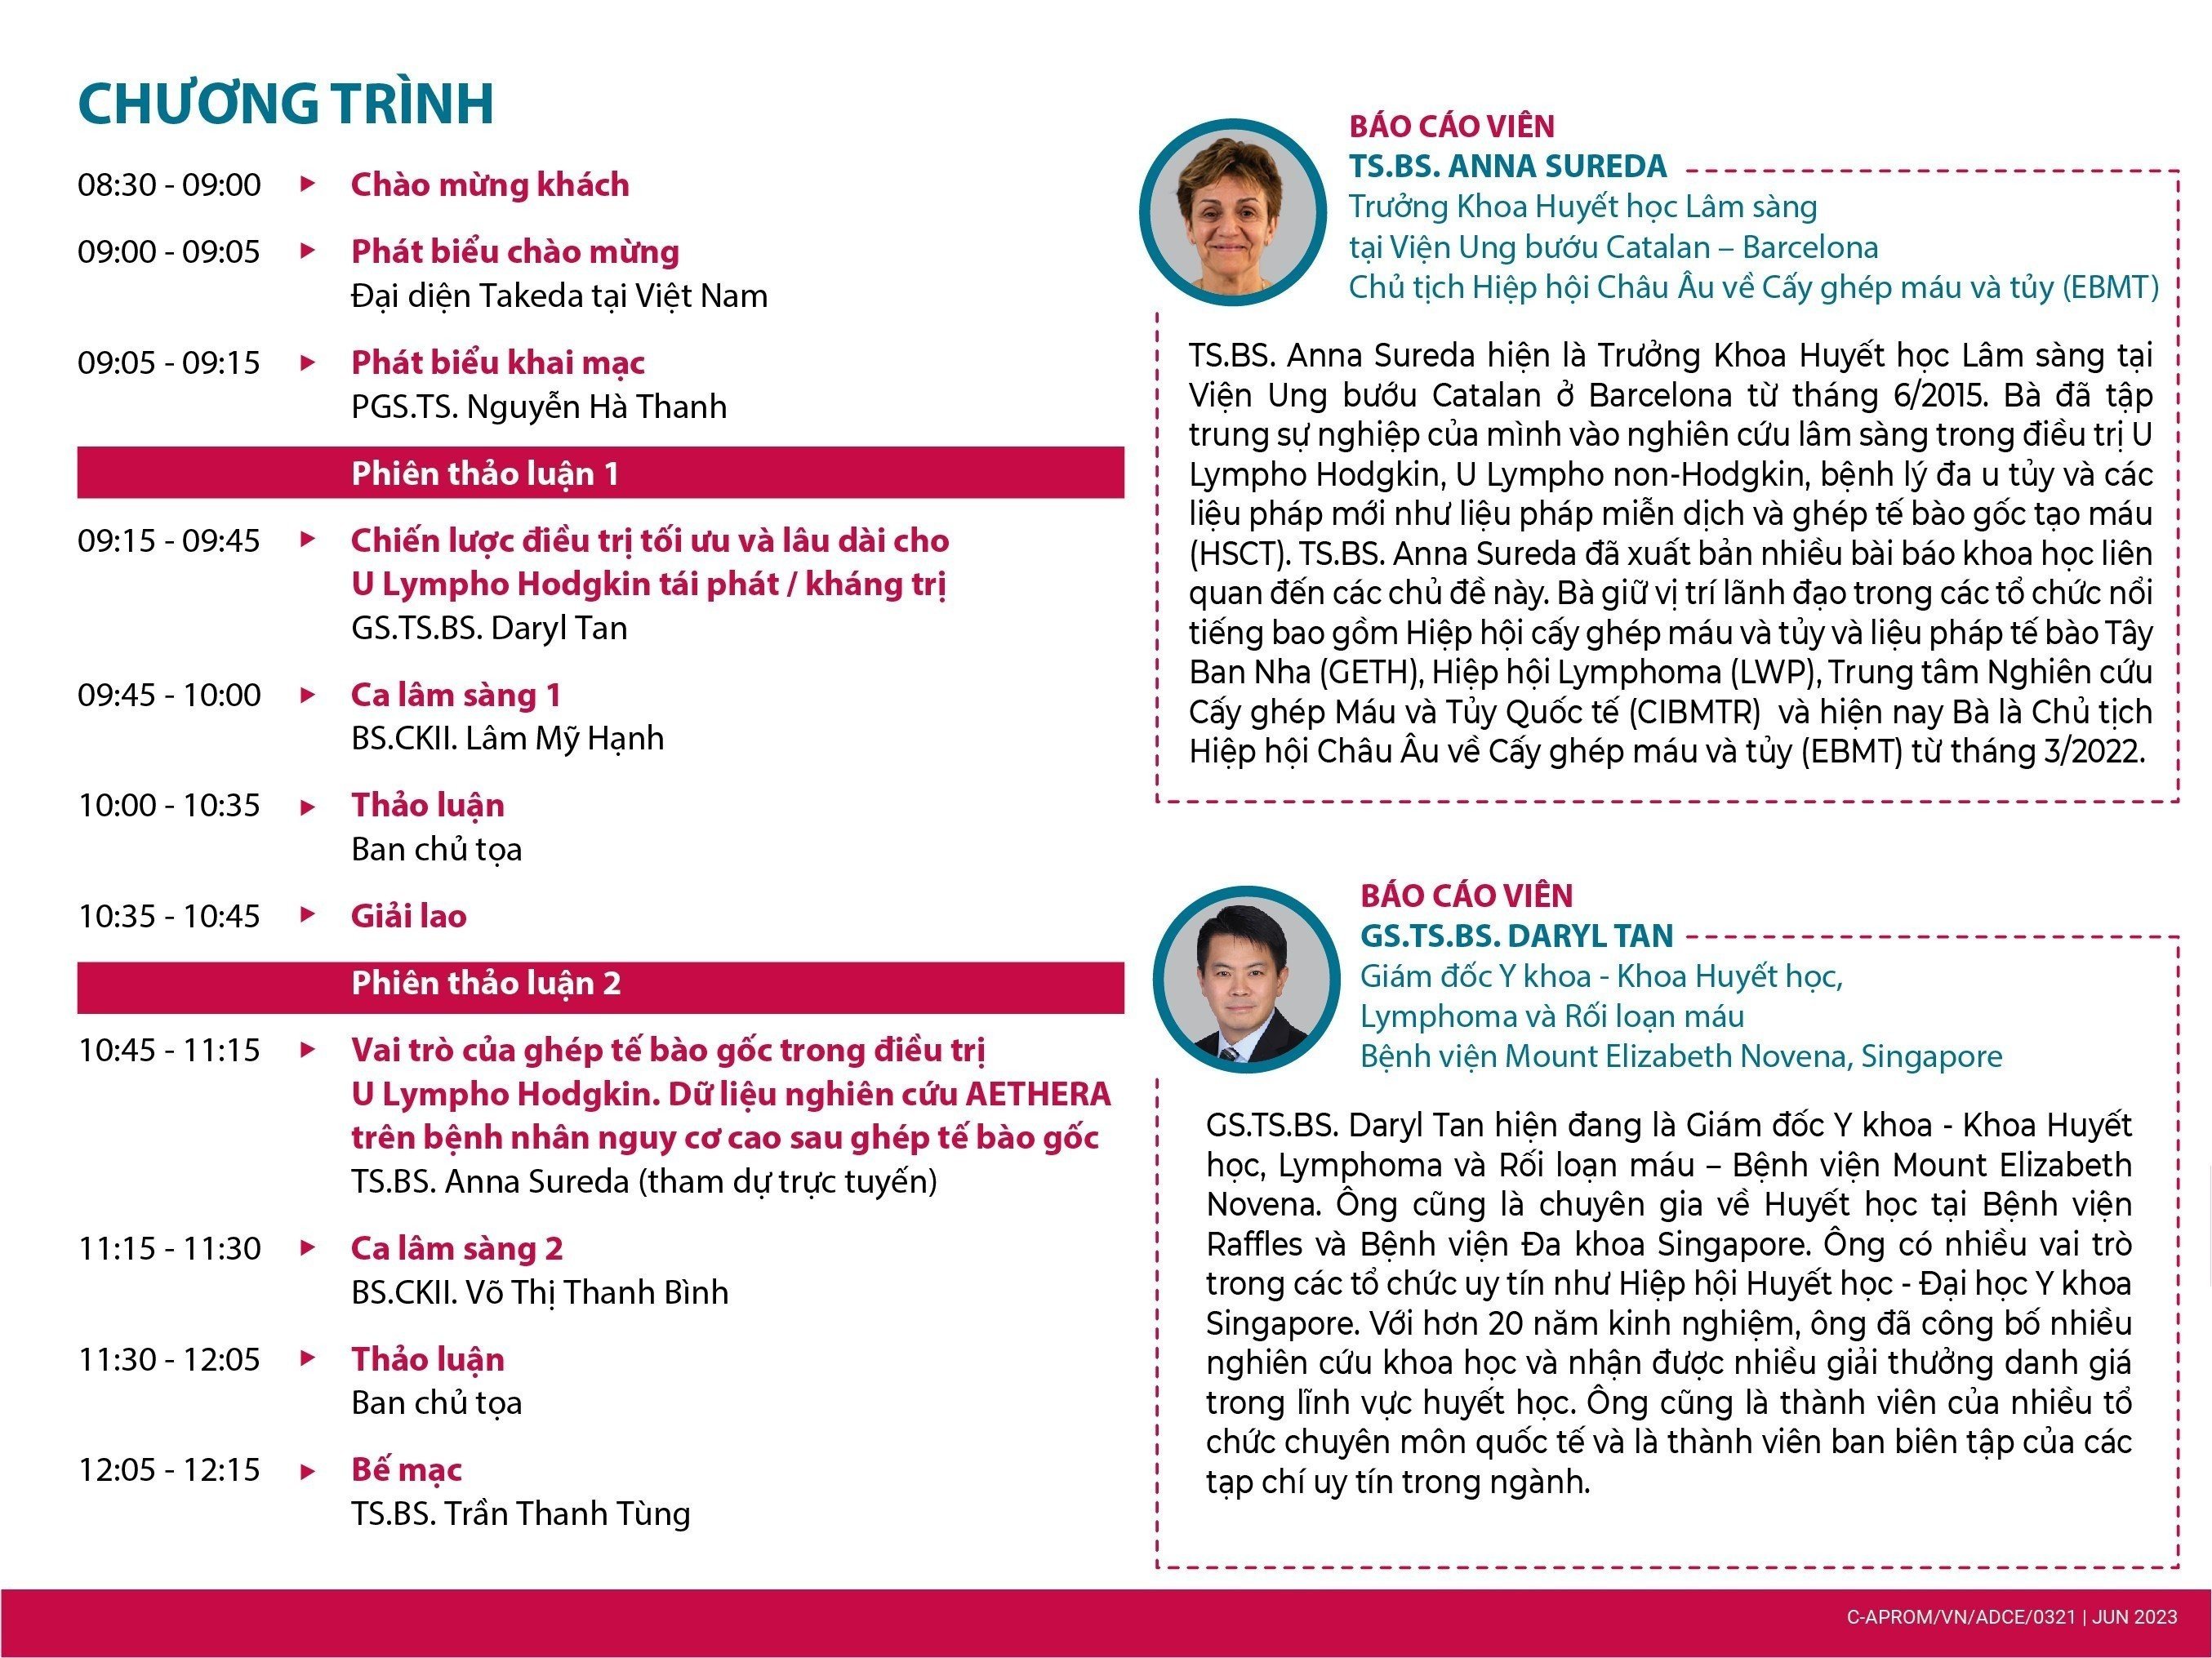 CHƯƠNG TRÌNH
08:30 - 09:00 Chào mừng khách
09:00 - 09:05 Phát biểu chào mừng
Đại diện Takeda tại Việt Nam
09:05 - 09:15 Phát biểu khai mạc
PGS.TS. Nguyễn Hà Thanh
Phiên thảo luận 1
09:15 - 09:45 Chiến lược điều trị tối ưu và lâu dài cho
U Lympho Hodgkin tái phát / kháng trị
GS.TS.BS. Daryl Tan
09:45 - 10:00 Ca lâm sàng 1
BS.CKII. Lâm Mỹ Hạnh
10:00 - 10:35 Thảo luận
Ban chủ tọa
10:35 - 10:45 Giải lao
Phiên thảo luận 2
10:45 - 11:15 Vai trò của ghép tế bào gốc trong điều trị
U Lympho Hodgkin. Dữ liệu nghiên cứu AETHERA
trên bệnh nhân nguy cơ cao sau ghép tế bào gốc
TS.BS. Anna Sureda (tham dự trực tuyến)
11:15 - 11:30 Ca lâm sàng 2
BS.CKII. Võ Thị Thanh Bình
11:30 - 12:05 Thảo luận
Ban chủ tọa
12:05 - 12:15 Bế mạc
TS.BS. Trần Thanh Tùng
BÁO CÁO VIÊN
TS.BS. ANNA SUREDA
Trưởng Khoa Huyết học Lâm sàng
tại Viện Ung bướu Catalan – Barcelona
Chủ tịch Hiệp hội Châu Âu về Cấy ghép máu và tủy (EBMT)
TS.BS. Anna Sureda hiện là Trưởng Khoa Huyết học Lâm sàng tại
Viện Ung bướu Catalan ở Barcelona từ tháng 6/2015. Bà đã tập
trung sự nghiệp của mình vào nghiên cứu lâm sàng trong điều trị U
Lympho Hodgkin, U Lympho non-Hodgkin, bệnh lý đa u tủy và các
liệu pháp mới như liệu pháp miễn dịch và ghép tế bào gốc tạo máu
(HSCT). TS.BS. Anna Sureda đã xuất bản nhiều bài báo khoa học liên
quan đến các chủ đề này. Bà giữ vị trí lãnh đạo trong các tổ chức nổi
tiếng bao gồm Hiệp hội cấy ghép máu và tủy và liệu pháp tế bào Tây
Ban Nha (GETH), Hiệp hội Lymphoma (LWP), Trung tâm Nghiên cứu
Cấy ghép Máu và Tủy Quốc tế (CIBMTR) và hiện nay Bà là Chủ tịch
Hiệp hội Châu Âu về Cấy ghép máu và tủy (EBMT) từ tháng 3/2022.
BÁO CÁO VIÊN
GS.TS.BS. DARYL TAN
Giám đốc Y khoa - Khoa Huyết học,
Lymphoma và Rối loạn máu
Bệnh viện Mount Elizabeth Novena, Singapore
GS.TS.BS. Daryl Tan hiện đang là Giám đốc Y khoa - Khoa Huyết
học, Lymphoma và Rối loạn máu – Bệnh viện Mount Elizabeth
Novena. Ông cũng là chuyên gia về Huyết học tại Bệnh viện
Raffles và Bệnh viện Đa khoa Singapore. Ông có nhiều vai trò
trong các tổ chức uy tín như Hiệp hội Huyết học - Đại học Y khoa
Singapore. Với hơn 20 năm kinh nghiệm, ông đã công bố nhiều
nghiên cứu khoa học và nhận được nhiều giải thưởng danh giá
trong lĩnh vực huyết học. Ông cũng là thành viên của nhiều tổ
chức chuyên môn quốc tế và là thành viên ban biên tập của các
tạp chí uy tín trong ngành.
C-APROM/VN/ADCE/0321 | JUN 2023